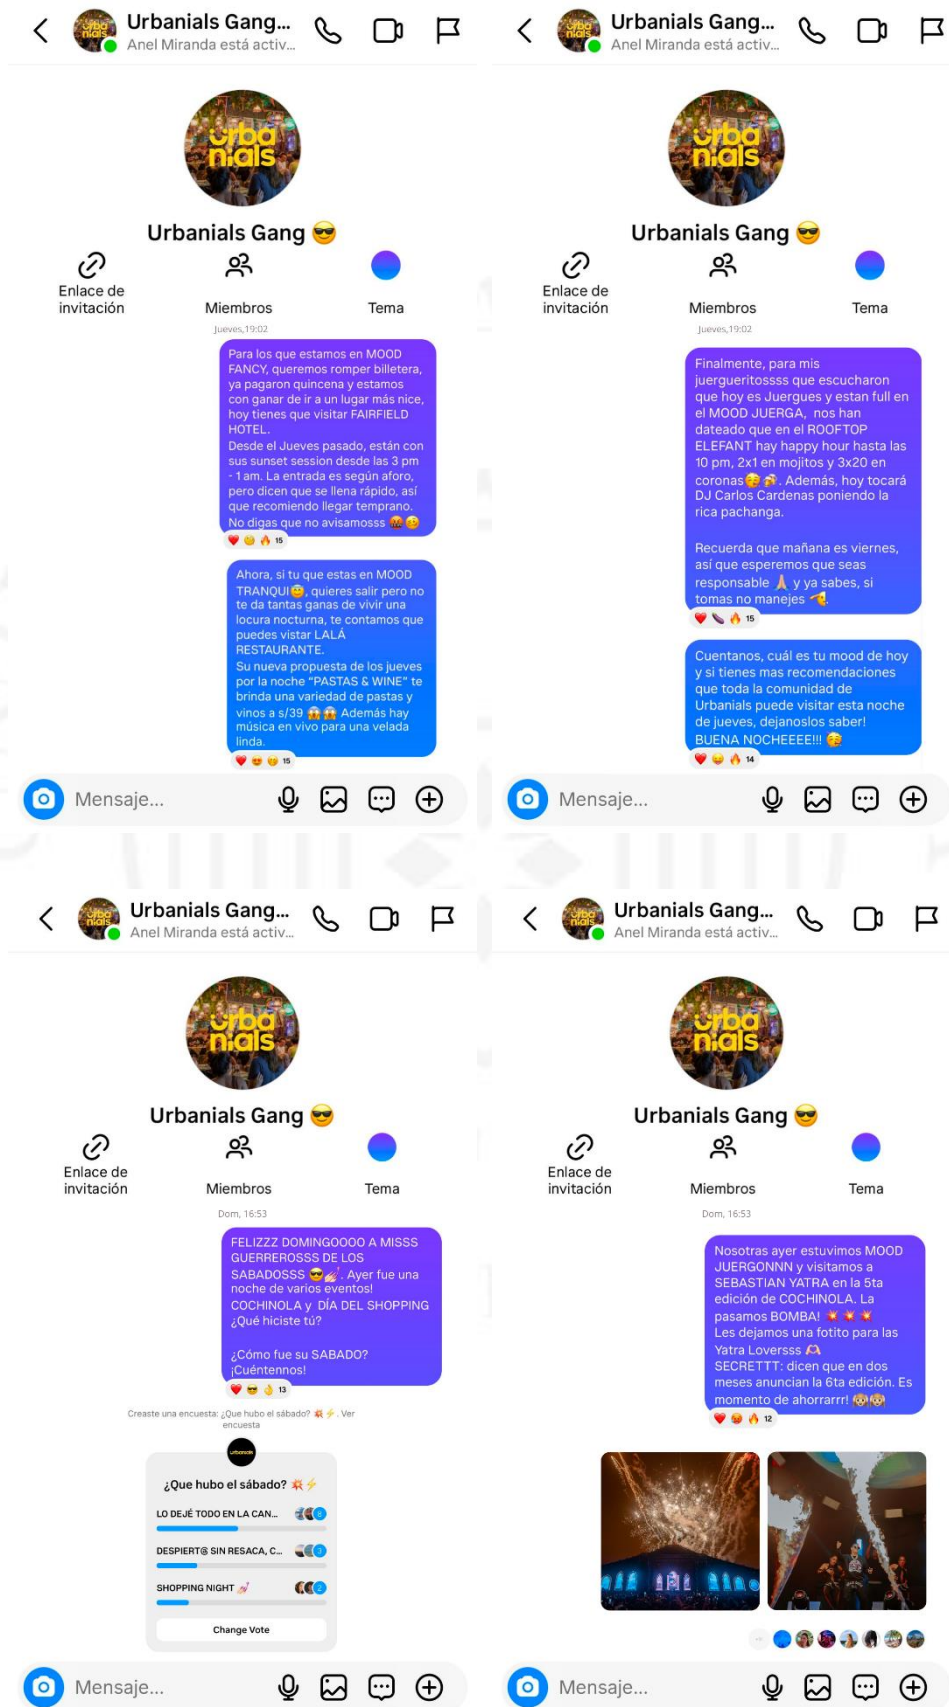 Urbanials Gang...
Anel Miranda está activ...
urba
nials
Urbanials Gang 😎
Enlace de
invitación
Miembros
Tema
Jueves,19:02
Para los que estamos en MOOD
FANCY, queremos romper billetera,
ya pagaron quincena y estamos
con ganar de ir a un lugar más nice,
hoy tienes que visitar FAIRFIELD
HOTEL.
Desde el Jueves pasado, están con
sus sunset session desde las 3 pm
- 1 am. La entrada es según aforo,
pero dicen que se llena rápido, así
que recomiendo llegar temprano.
No digas que no avisamosss 🤬🤕
15
Ahora, si tu que estas en MOOD
TRANQUI😇, quieres salir pero no
te da tantas ganas de vivir una
locura nocturna, te contamos que
puedes vistar LALÁ
RESTAURANTE.
Su nueva propuesta de los jueves
por la noche “PASTAS & WINE” te
brinda una variedad de pastas y
vinos a s/39 😱😱 Además hay
música en vivo para una velada
linda.
15
Mensaje...
Urbanials Gang...
Anel Miranda está activ...
urba
nials
Urbanials Gang 😎
Enlace de
invitación
Miembros
Tema
Jueves,19:02
Finalmente, para mis
juergueritossss que escucharon
que hoy es Juergues y estan full en
el MOOD JUERGA, nos han
dateado que en el ROOFTOP
ELEFANT hay happy hour hasta las
10 pm, 2x1 en mojitos y 3x20 en
coronas🥳🍻. Además, hoy tocará
DJ Carlos Cardenas poniendo la
rica pachanga.
Recuerda que mañana es viernes,
así que esperemos que seas
responsable 🙏 y ya sabes, si
tomas no manejes 🫡.
15
Cuentanos, cuál es tu mood de hoy
y si tienes mas recomendaciones
que toda la comunidad de
Urbanials puede visitar esta noche
de jueves, dejanoslos saber!
BUENA NOCHEEEE!!! 🥳
14
Mensaje...
Urbanials Gang...
Anel Miranda está activ...
urba
nials
Urbanials Gang 😎
Enlace de
invitación
Miembros
Tema
Dom, 16:53
FELIZZZ DOMINGOOOO A MISSS
GUERREROSSS DE LOS
SABADOSSS 😎💅. Ayer fue una
noche de varios eventos!
COCHINOLA y DÍA DEL SHOPPING
¿Qué hiciste tú?
¿Cómo fue su SABADO?
¡Cuéntennos!
13
Creaste una encuesta: ¿Que hubo el sábado? 💥⚡. Ver
encuesta
urbanials
¿Que hubo el sábado? 💥⚡
LO DEJÉ TODO EN LA CAN...
8
DESPIERT@ SIN RESACA, C...
3
SHOPPING NIGHT 💅
2
Change Vote
Mensaje...
Urbanials Gang...
Anel Miranda está activ...
urba
nials
Urbanials Gang 😎
Enlace de
invitación
Miembros
Tema
Dom, 16:53
Nosotras ayer estuvimos MOOD
JUERGONNN y visitamos a
SEBASTIAN YATRA en la 5ta
edición de COCHINOLA. La
pasamos BOMBA! 💥 💥 💥
Les dejamos una fotito para las
Yatra Loversss 🫶
SECRETTT: dicen que en dos
meses anuncian la 6ta edición. Es
momento de ahorrarrr! 🙊🙊
12
Mensaje...